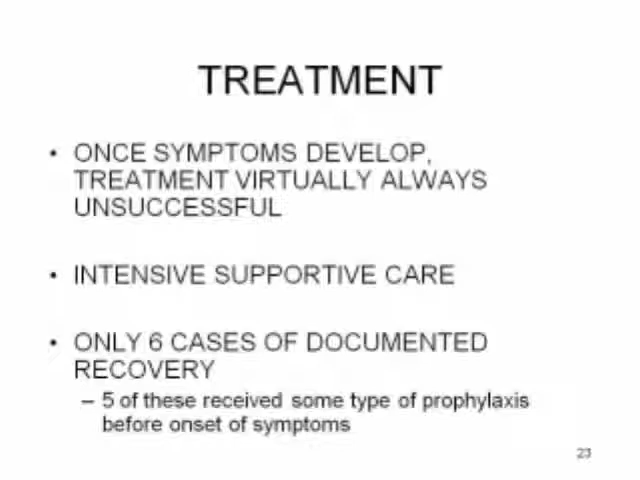 TREATMENT
• ONCE SYMPTOMS DEVELOP,
TREATMENT VIRTUALLY ALWAYS
UNSUCCESSFUL
• INTENSIVE SUPPORTIVE CARE
• ONLY 6 CASES OF DOCUMENTED
RECOVERY
– 5 of these received some type of prophylaxis
before onset of symptoms
23